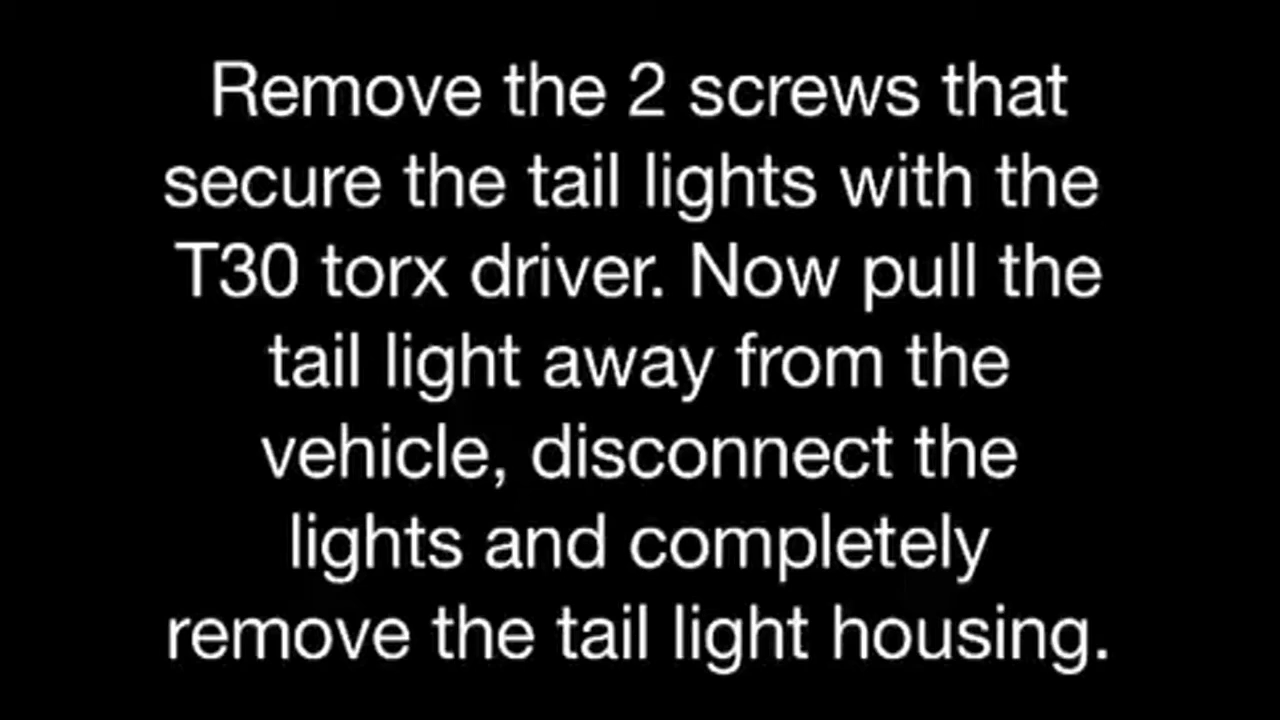 Remove the 2 screws that
secure the tail lights with the
T30 torx driver. Now pull the
tail light away from the
vehicle, disconnect the
lights and completely
remove the tail light housing.